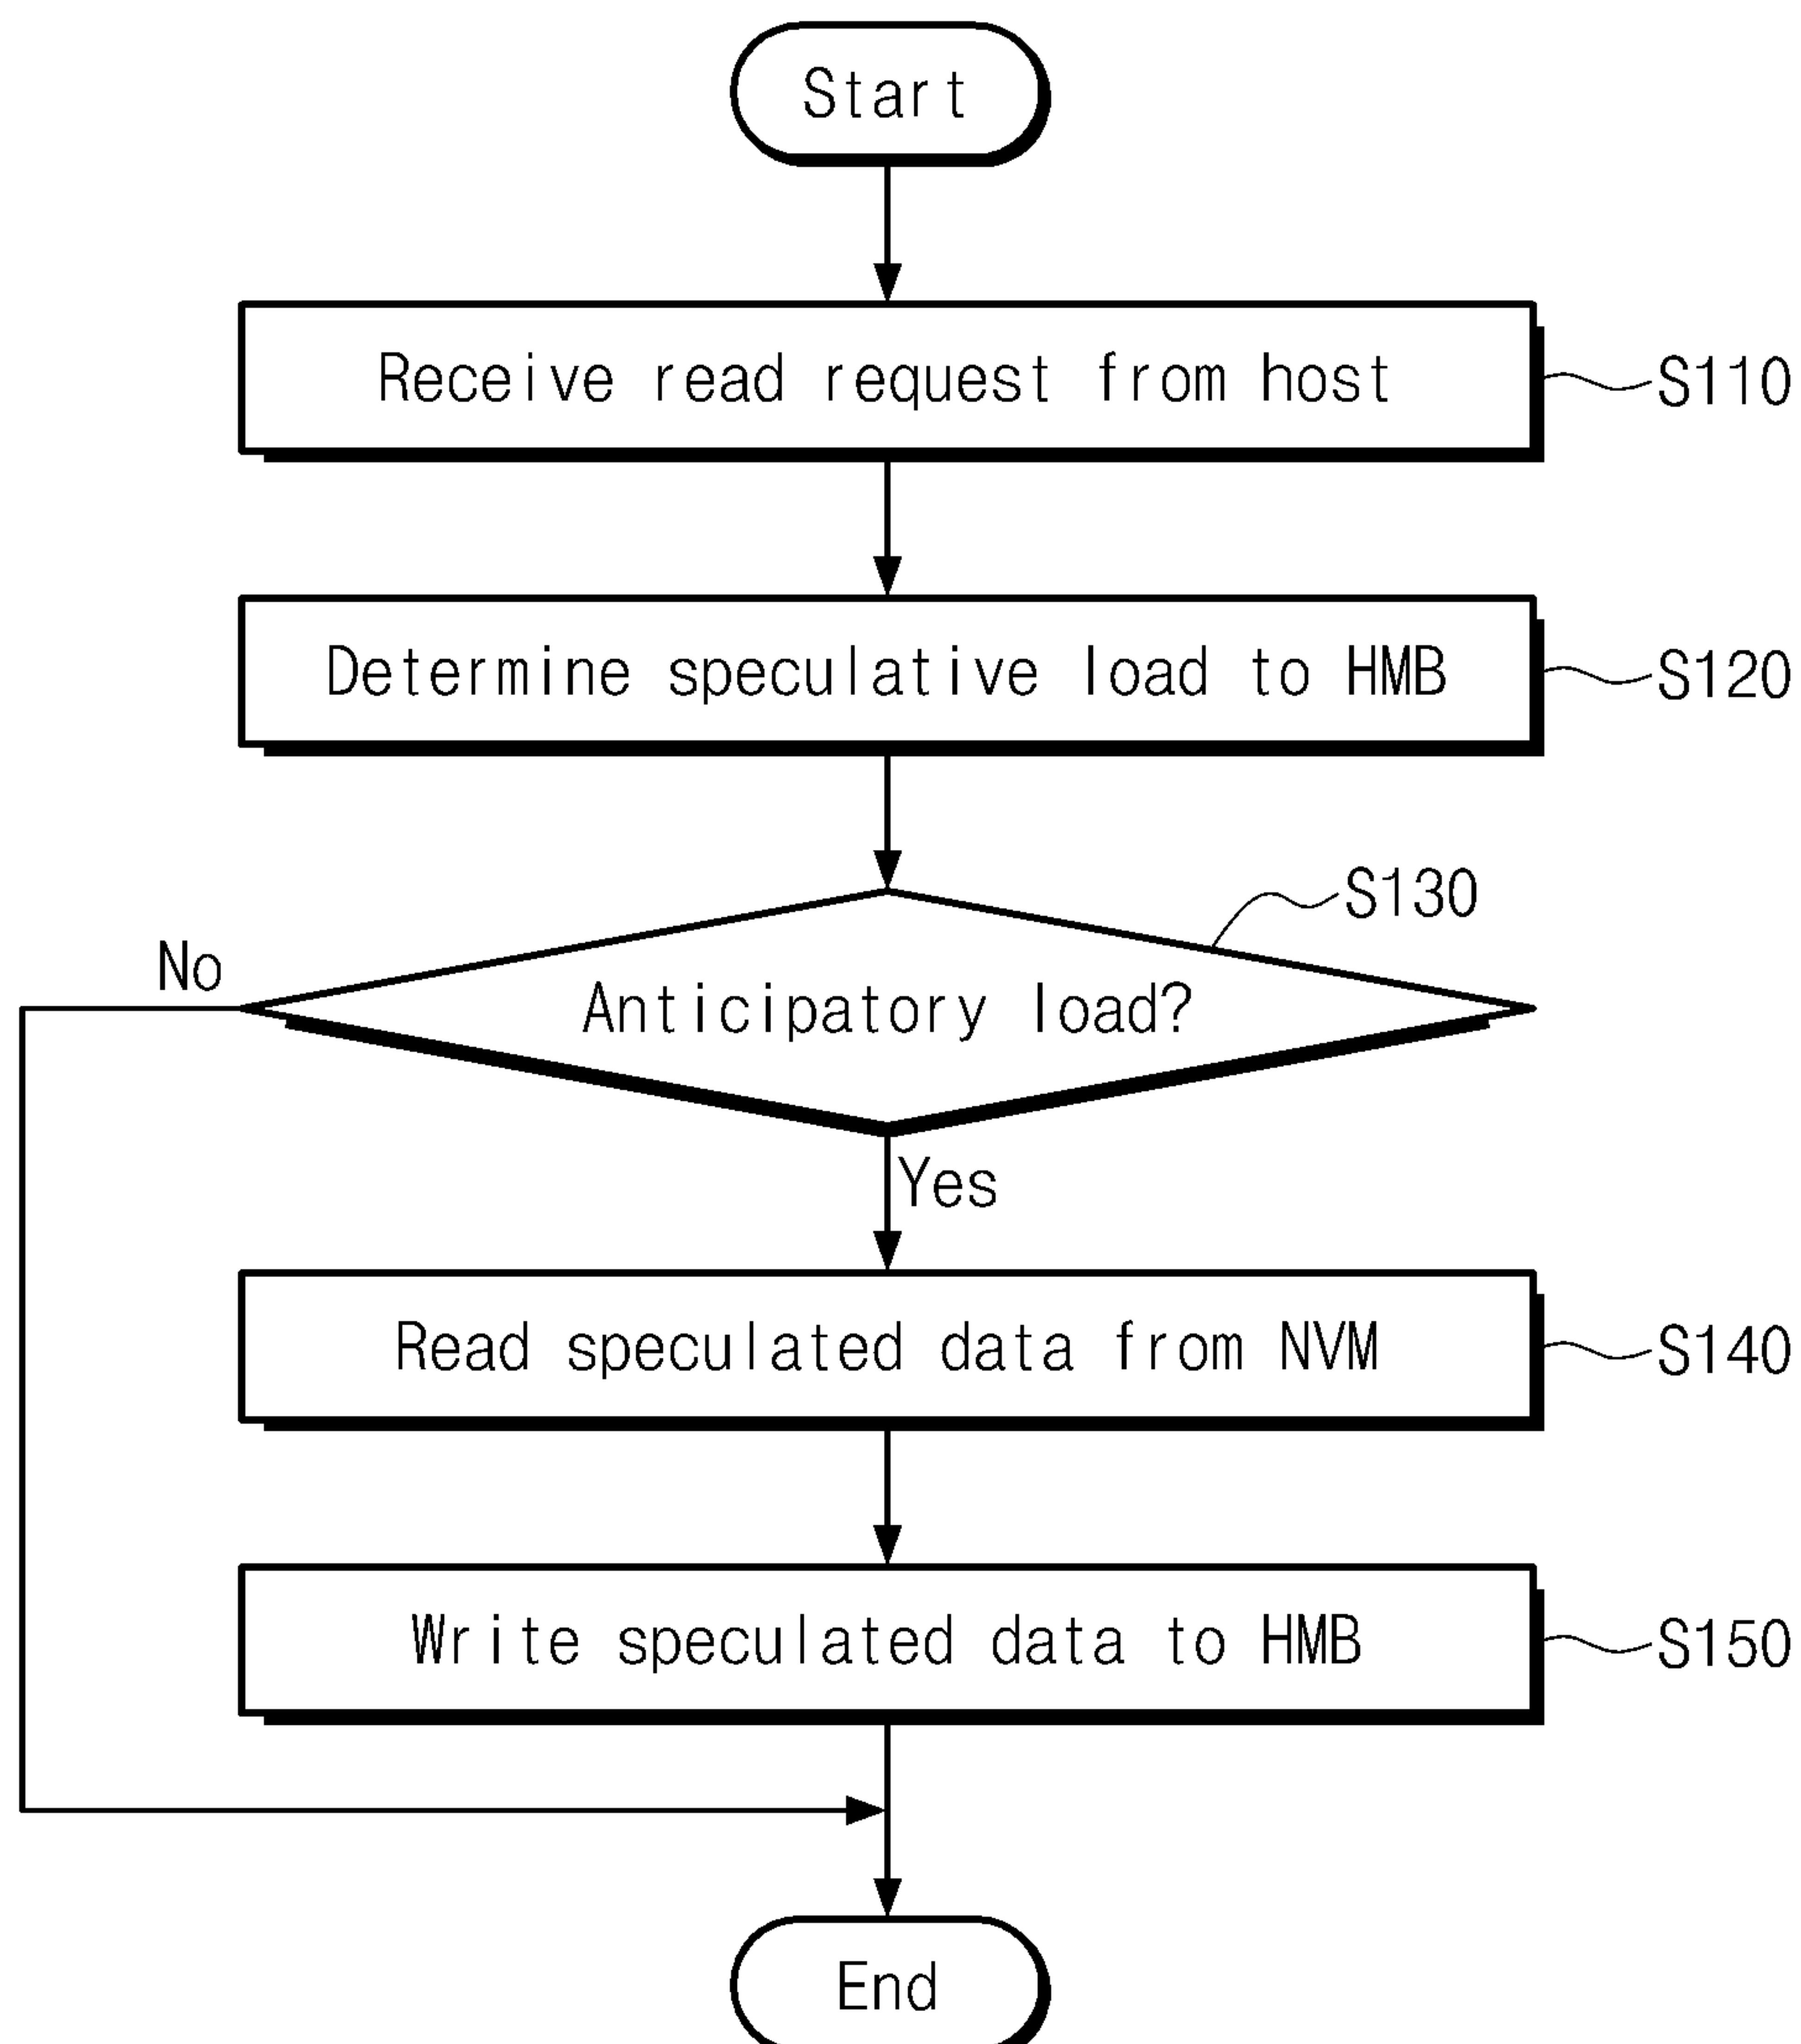 Start
Receive read request from host
S110
Determine speculative load to HMB
S120
S130
No
Anticipatory load?
Yes
Read speculated data from NVM
S140
Write speculated data to HMB
S150
End